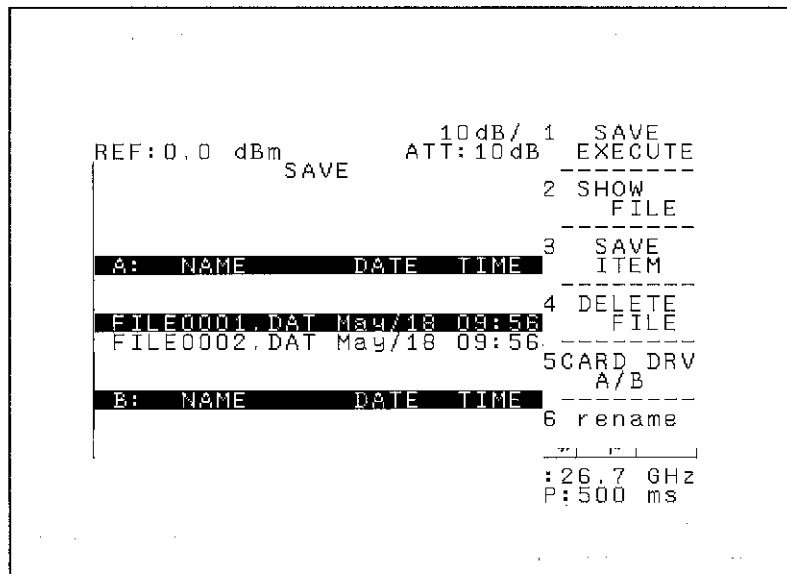 REF:0.0 dBm
10dB/
ATT:10dB
SAVE
A: NAME DATE TIME
FILE0001.DAT May/18 09:56
FILE0002.DAT May/18 09:56
B: NAME DATE TIME
1 SAVE
EXECUTE
2 SHOW
FILE
3 SAVE
ITEM
4 DELETE
FILE
5CARD DRV
A/B
6 rename
:26.7 GHz
P:500 ms